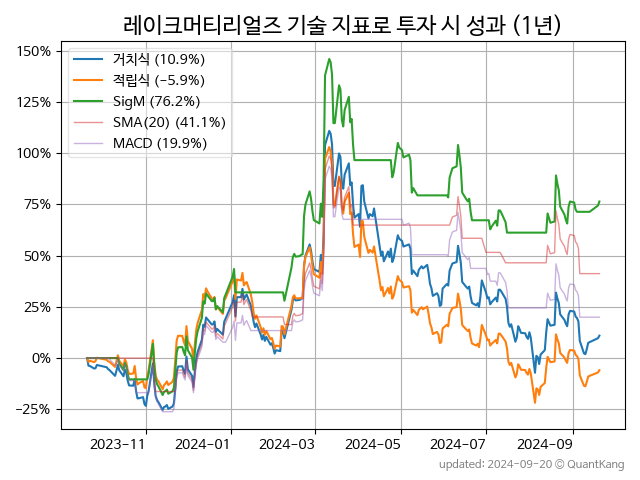 레이크머티리얼즈 기술 지표로 투자 시 성과 (1년)
거치식 (10.9%)
적립식 (−5.9%)
SigM (76.2%)
SMA(20) (41.1%)
MACD (19.9%)
150%
125%
100%
75%
50%
25%
0%
−25%
2023-11 2024-01 2024-03 2024-05 2024-07 2024-09
updated: 2024-09-20 © QuantKang